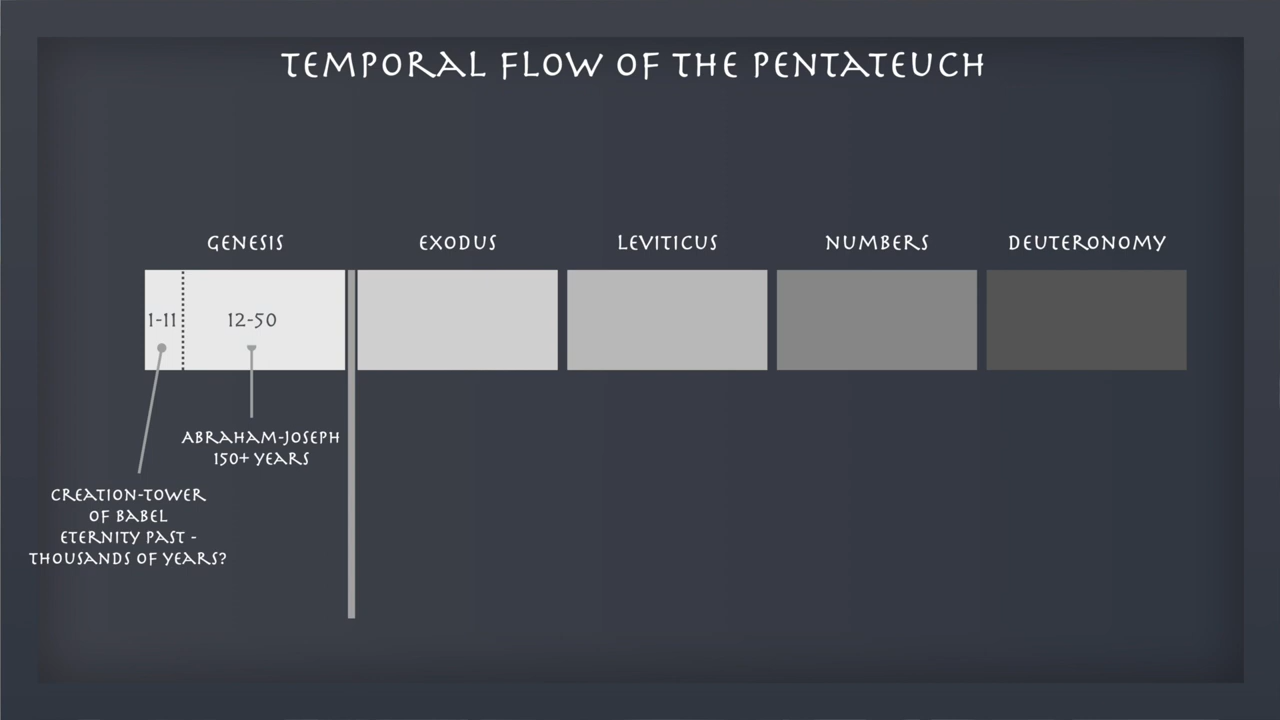 TEMPORAL FLOW OF THE PENTATEUCH
GENESIS
EXODUS
LEVITICUS
NUMBERS
DEUTERONOMY
1-11
12-50
ABRAHAM-JOSEPH
150+ YEARS
CREATION-TOWER
OF BABEL
ETERNITY PAST -
THOUSANDS OF YEARS?